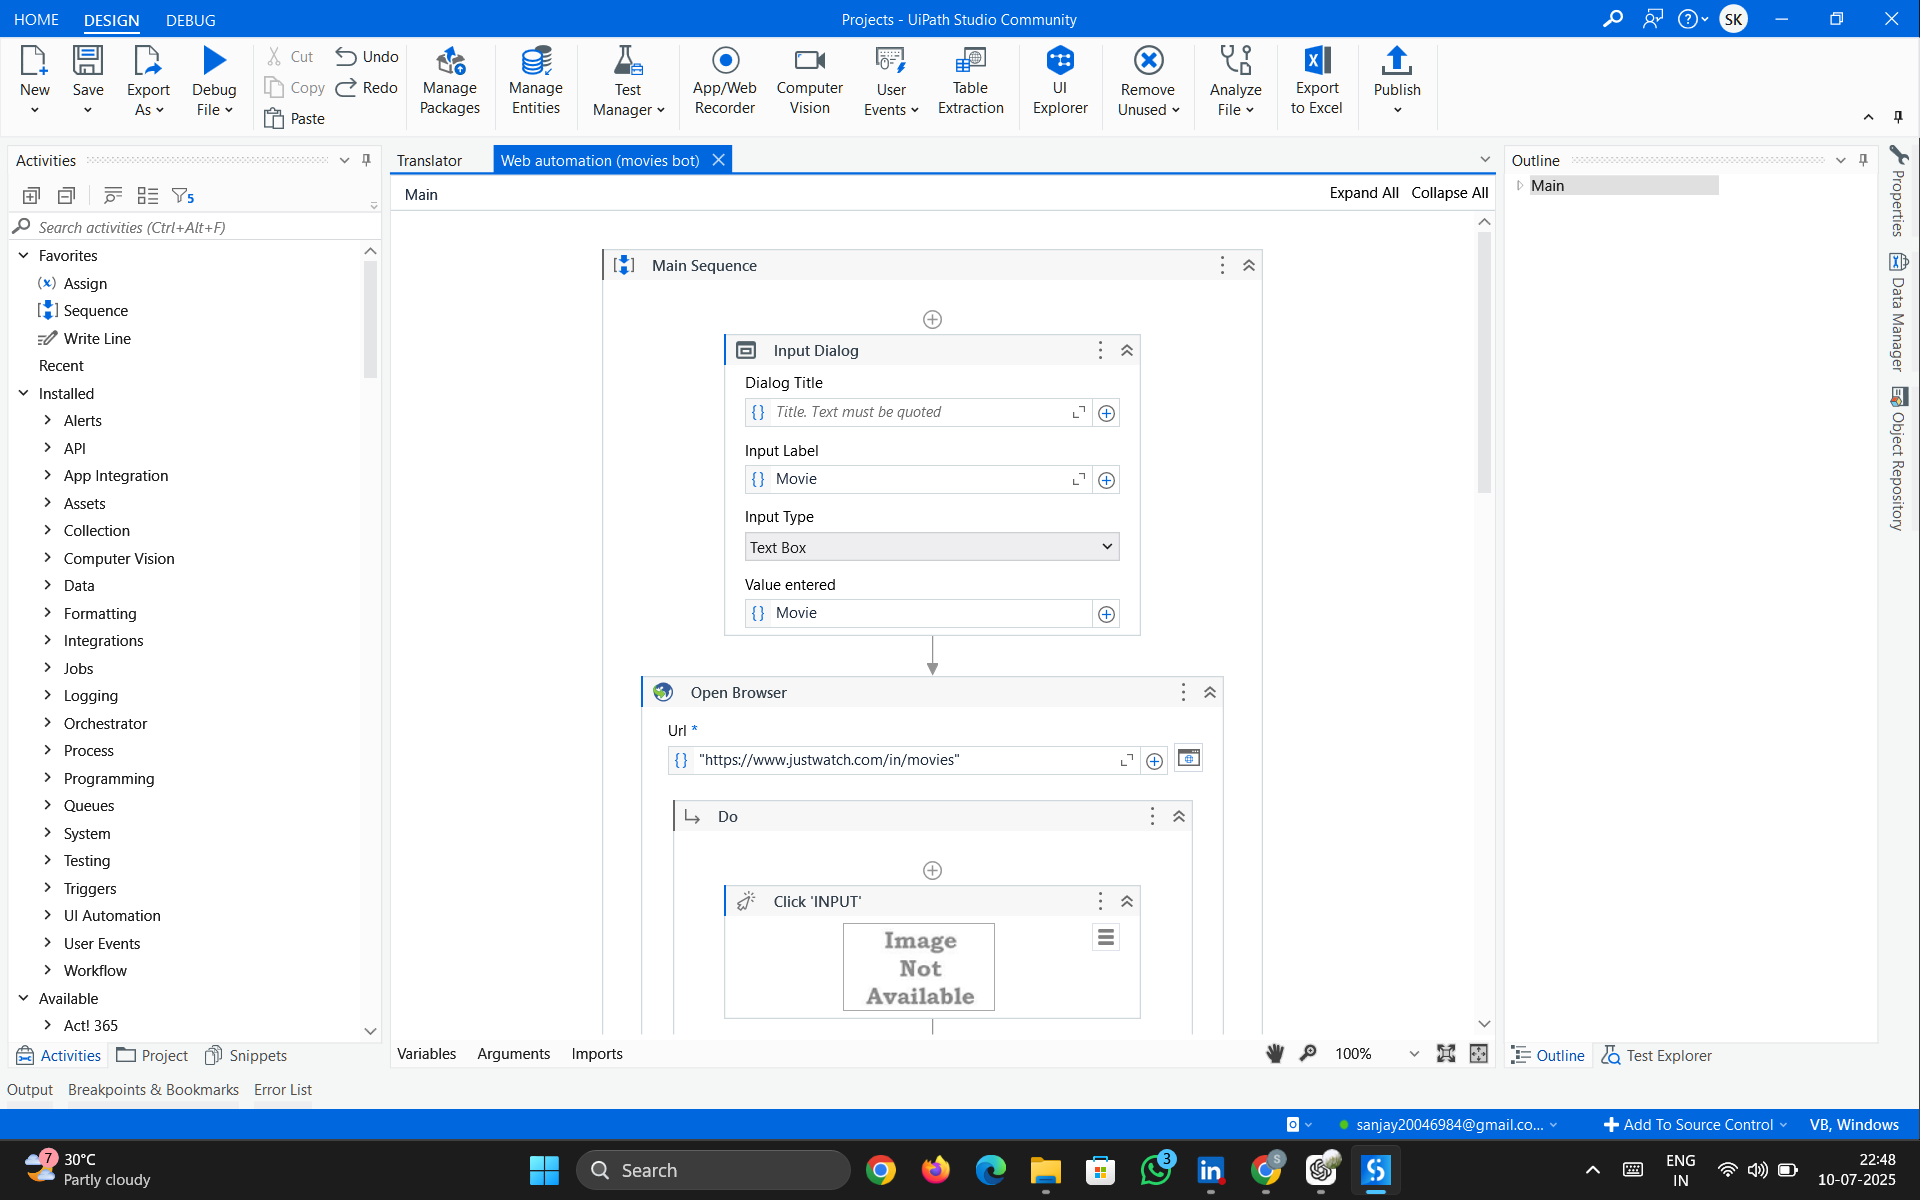 HOME DESIGN DEBUG
Projects - UiPath Studio Community
SK
New
Save
Export As
Debug File
Cut
Copy
Paste
Undo
Redo
Manage Packages
Manage Entities
Test Manager
App/Web Recorder
Computer Vision
User Events
Table Extraction
UI Explorer
Remove Unused
Analyze File
Export to Excel
Publish
Activities
5
Search activities (Ctrl+Alt+F)
Favorites
Assign
Sequence
Write Line
Recent
Installed
Alerts
API
App Integration
Assets
Collection
Computer Vision
Data
Formatting
Integrations
Jobs
Logging
Orchestrator
Process
Programming
Queues
System
Testing
Triggers
UI Automation
User Events
Workflow
Available
Act! 365
Activities Project Snippets
Translator
Web automation (movies bot)
Main
Expand All Collapse All
Main Sequence
Input Dialog
Dialog Title
{} Title. Text must be quoted
Input Label
{} Movie
Input Type
Text Box
Value entered
{} Movie
Open Browser
Url *
{} "https://www.justwatch.com/in/movies"
Do
Click 'INPUT'
Image
Not
Available
Variables Arguments Imports
100%
Outline
Main
Outline Test Explorer
Properties
Data Manager
Object Repository
Output Breakpoints & Bookmarks Error List
sanjay20046984@gmail.co...
Add To Source Control
VB, Windows
7
30°C
Partly cloudy
Search
3
S
ENG
IN
22:48
10-07-2025